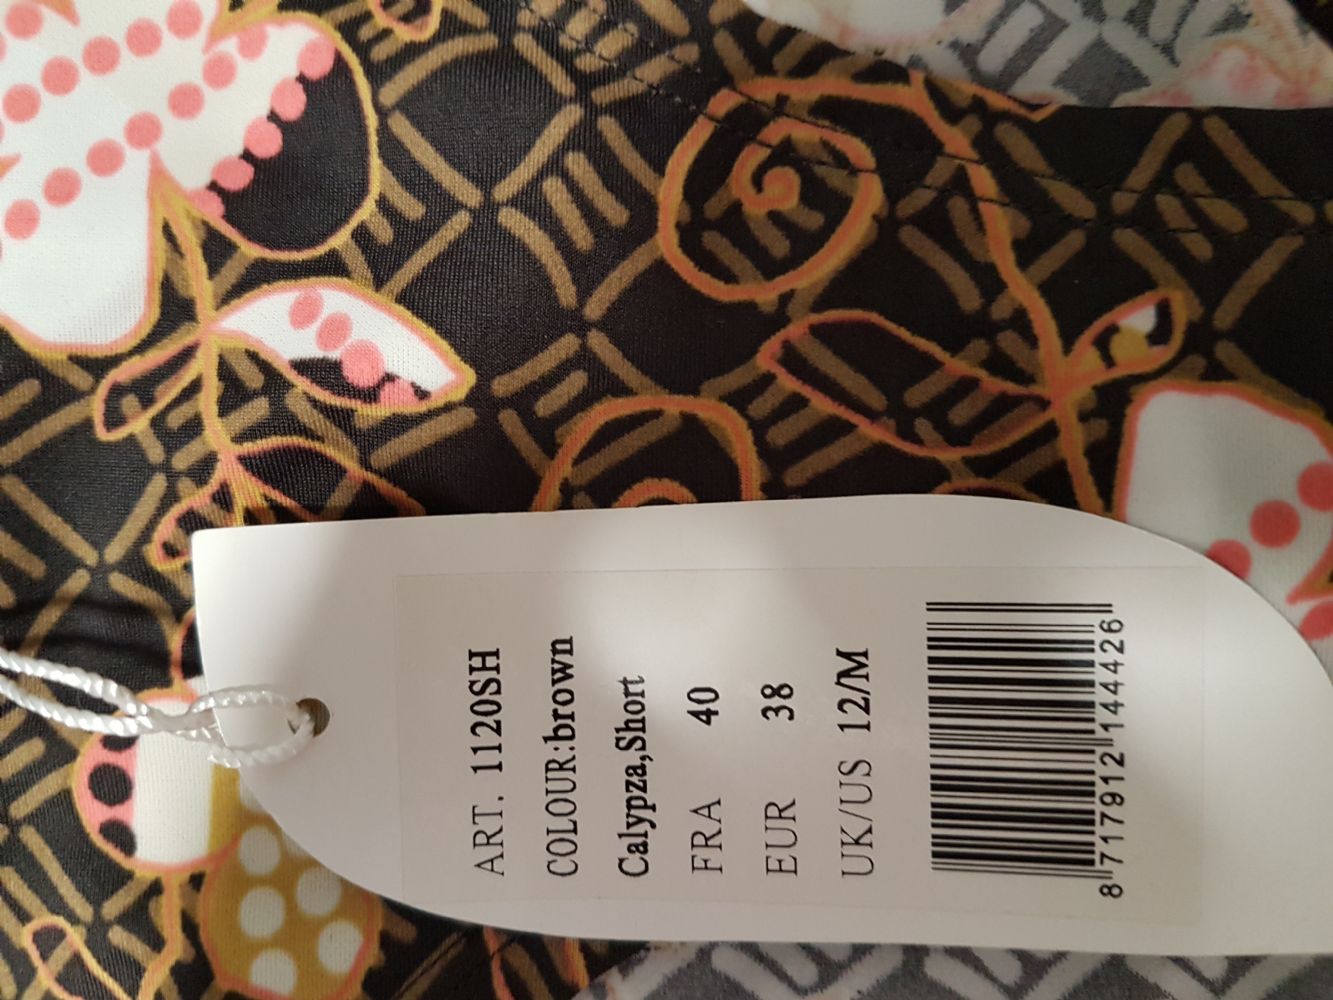 ART. 1120SH
COLOUR:brown
Calypza,Short
FRA 40
EUR 38
UK/US 12/M
8 717912 144426